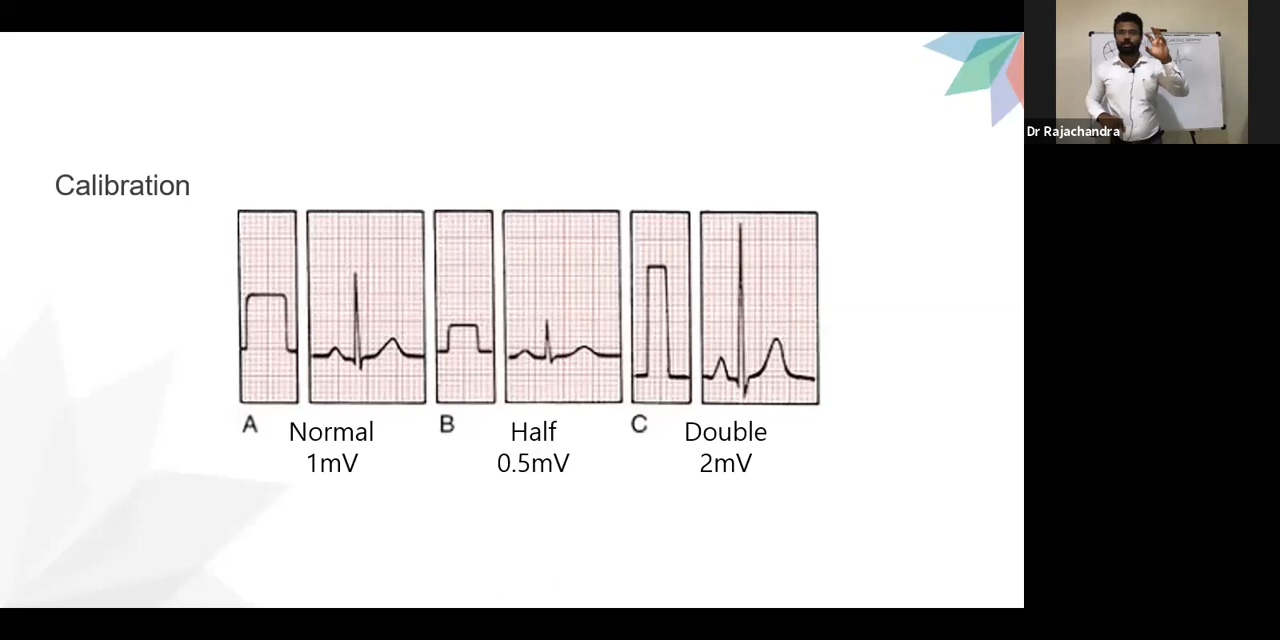 Calibration
A
Normal
1mV
B
Half
0.5mV
C
Double
2mV
Dr Rajachandra